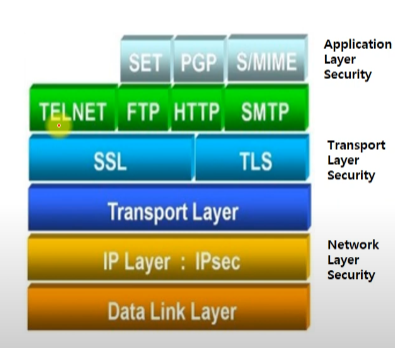 SET PGP S/MIME
Application
Layer
Security
TELNET FTP HTTP SMTP
SSL TLS
Transport
Layer
Security
Transport Layer
IP Layer : IPsec
Network
Layer
Security
Data Link Layer